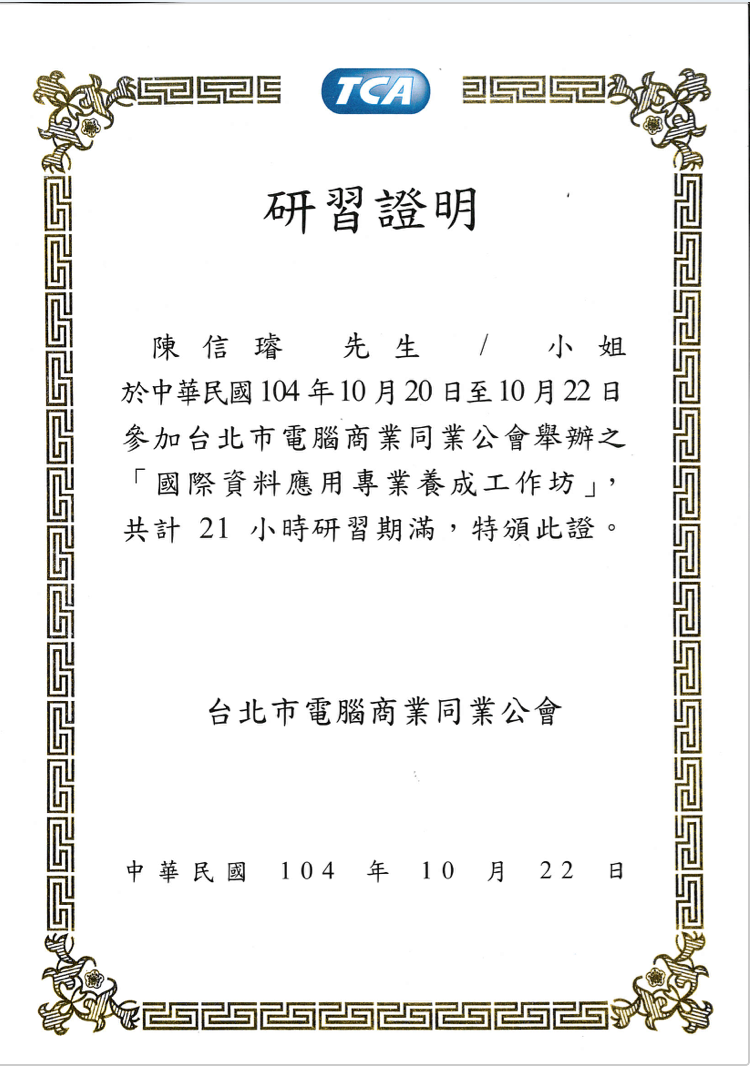 TCA
研習證明
陳信璿 先生 / 小姐
於中華民國104年10月20日至10月22日
參加台北市電腦商業同業公會舉辦之
「國際資料應用專業養成工作坊」，
共計 21 小時研習期滿，特頒此證。
台北市電腦商業同業公會
中華民國 104 年 10 月 22 日